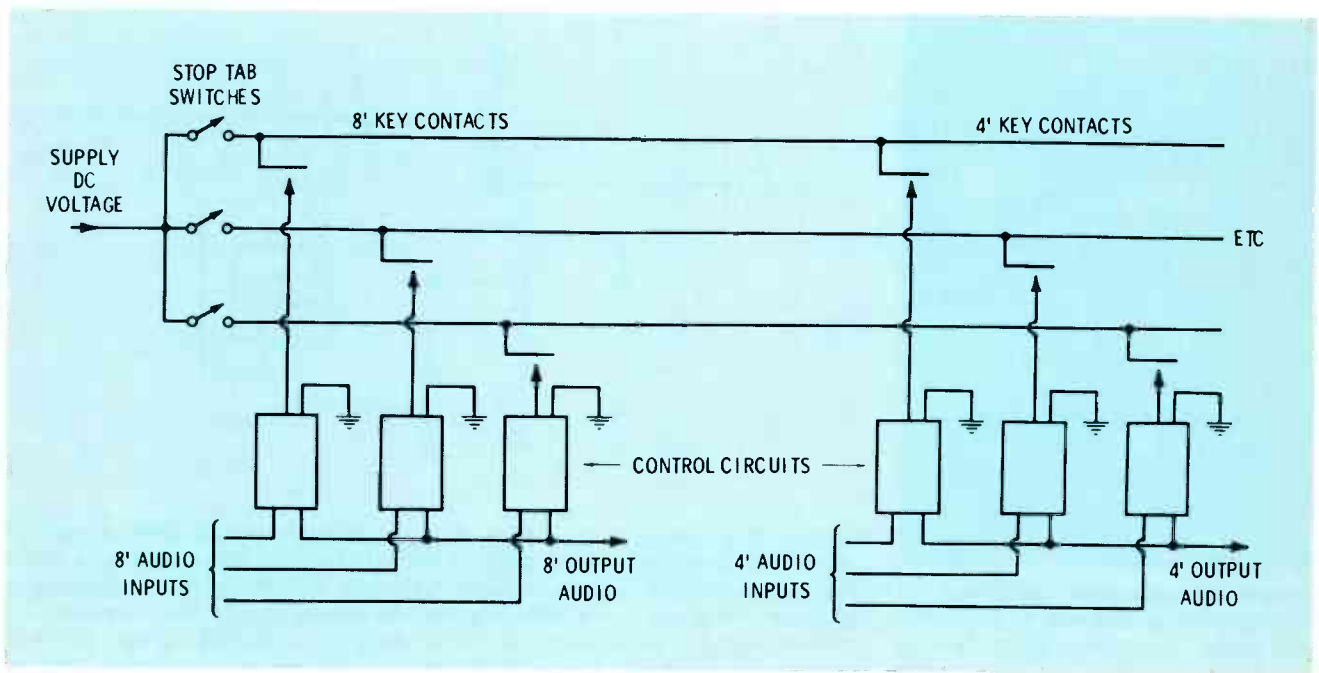 STOP TAB
SWITCHES
8' KEY CONTACTS
4' KEY CONTACTS
SUPPLY
DC
VOLTAGE
ETC
CONTROL CIRCUITS
8' AUDIO
INPUTS
8' OUTPUT
AUDIO
4' AUDIO
INPUTS
4' OUTPUT
AUDIO